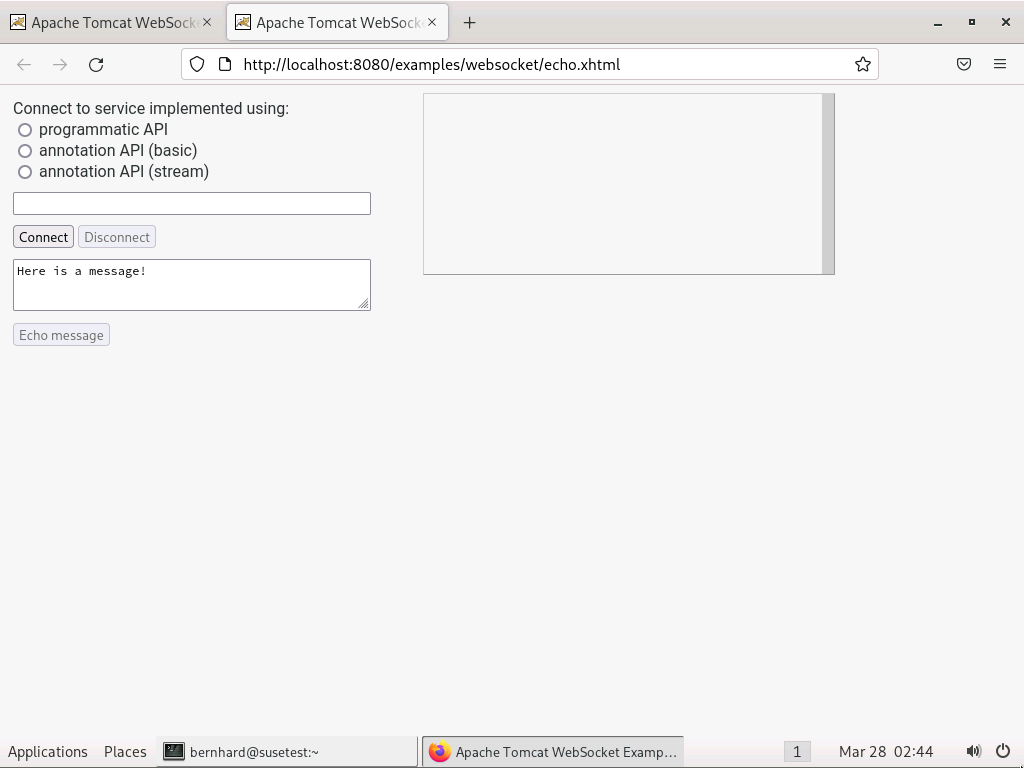 Apache Tomcat WebSock
Apache Tomcat WebSock
http://localhost:8080/examples/websocket/echo.xhtml
Connect to service implemented using:
programmatic API
annotation API (basic)
annotation API (stream)
Connect Disconnect
Here is a message!
Echo message
Applications Places bernhard@susetest:~ Apache Tomcat WebSocket Examp... 1 Mar 28 02:44